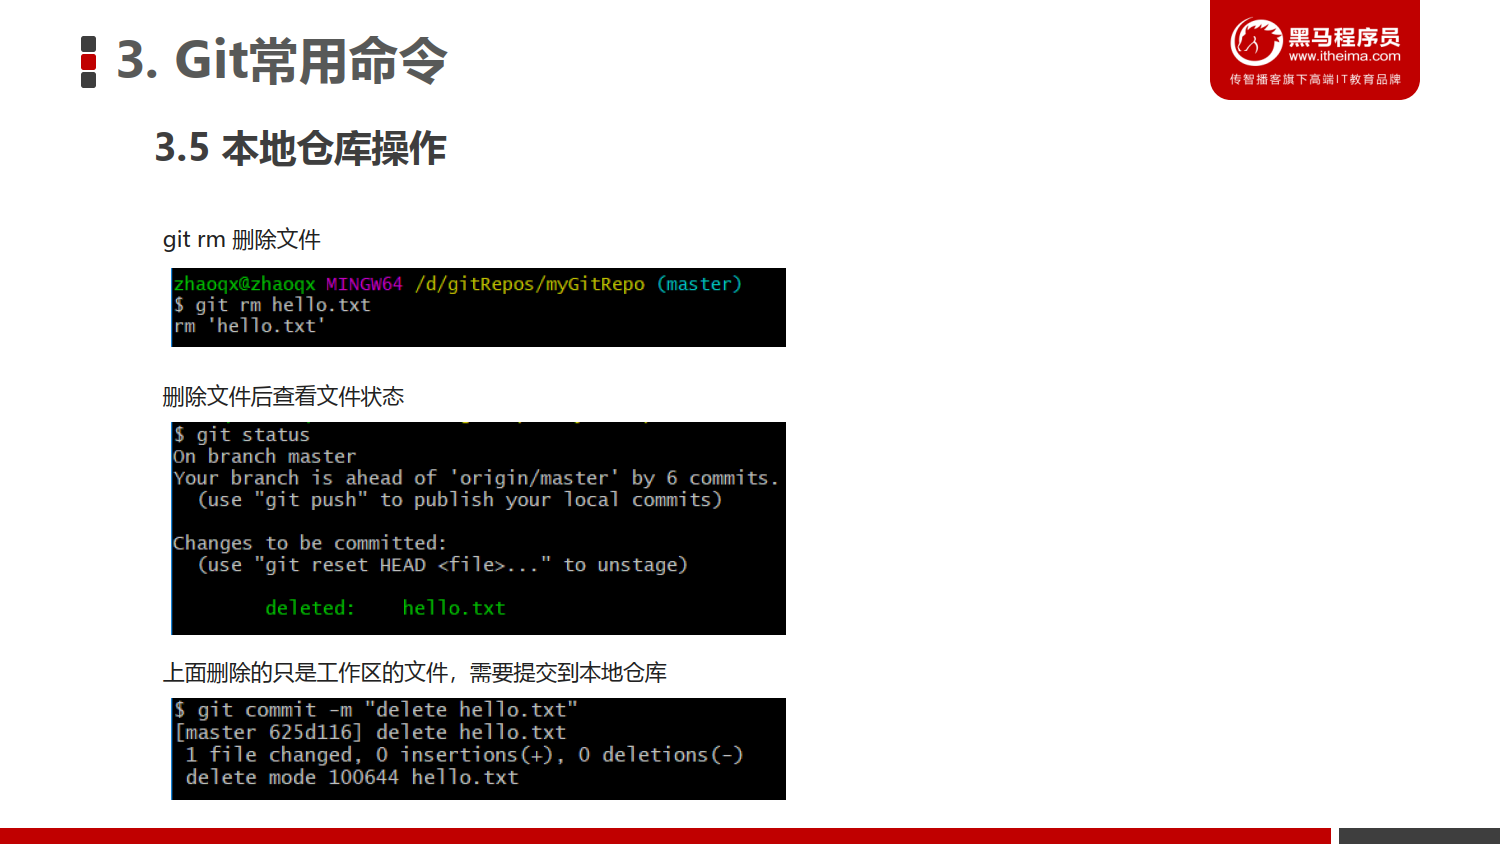 3. Git常用命令
黑马程序员
www.itheima.com
传智播客旗下高端IT教育品牌
3.5 本地仓库操作
git rm 删除文件
zhaoqx@zhaoqx MINGW64 /d/gitRepos/myGitRepo (master)
$ git rm hello.txt
rm 'hello.txt'
删除文件后查看文件状态
$ git status
On branch master
Your branch is ahead of 'origin/master' by 6 commits.
(use "git push" to publish your local commits)
Changes to be committed:
(use "git reset HEAD <file>..." to unstage)
deleted: hello.txt
上面删除的只是工作区的文件，需要提交到本地仓库
$ git commit -m "delete hello.txt"
[master 625d116] delete hello.txt
1 file changed, 0 insertions(+), 0 deletions(-)
delete mode 100644 hello.txt